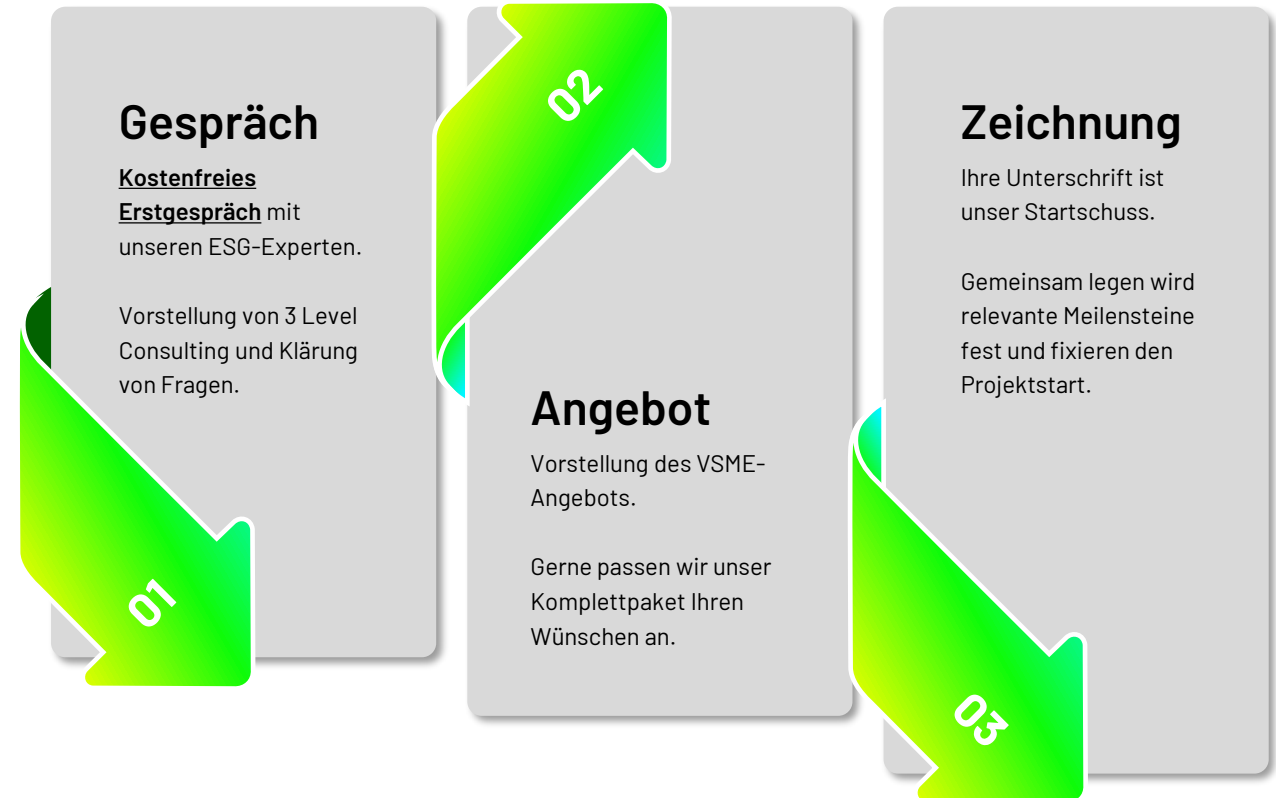 Gespräch
Kostenfreies
Erstgespräch mit
unseren ESG-Experten.
Vorstellung von 3 Level
Consulting und Klärung
von Fragen.
01
02
Angebot
Vorstellung des VSME-
Angebots.
Gerne passen wir unser
Komplettpaket Ihren
Wünschen an.
Zeichnung
Ihre Unterschrift ist
unser Startschuss.
Gemeinsam legen wird
relevante Meilensteine
fest und fixieren den
Projektstart.
03